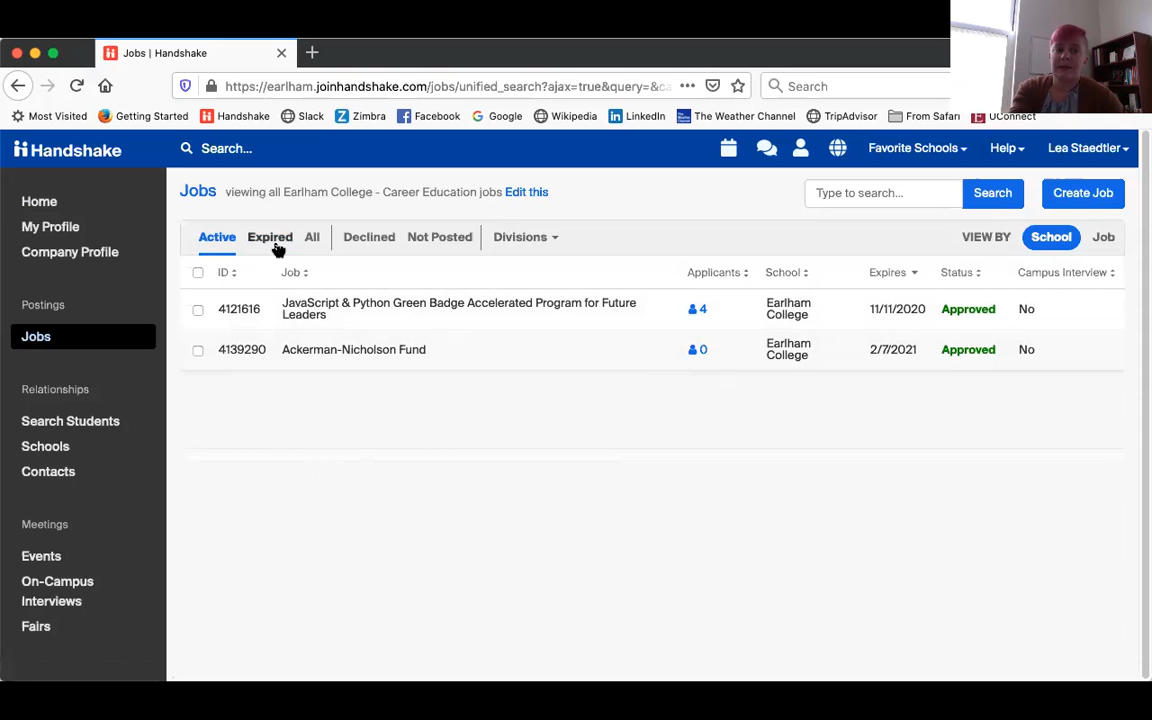 Jobs | Handshake
https://earlham.joinhandshake.com/jobs/unified_search?ajax=true&query=&ca
Search
Most Visited Getting Started Handshake Slack Zimbra Facebook Google Wikipedia LinkedIn The Weather Channel TripAdvisor From Safari UConnect
Handshake Search... Favorite Schools Help Lea Staedtler
Home
My Profile
Company Profile
Postings
Jobs
Relationships
Search Students
Schools
Contacts
Meetings
Events
On-Campus
Interviews
Fairs
Jobs viewing all Earlham College - Career Education jobs Edit this Type to search... Search Create Job
Active Expired All Declined Not Posted Divisions VIEW BY School Job
ID Job Applicants School Expires Status Campus Interview
4121616 JavaScript & Python Green Badge Accelerated Program for Future Leaders 4 Earlham College 11/11/2020 Approved No
4139290 Ackerman-Nicholson Fund 0 Earlham College 2/7/2021 Approved No